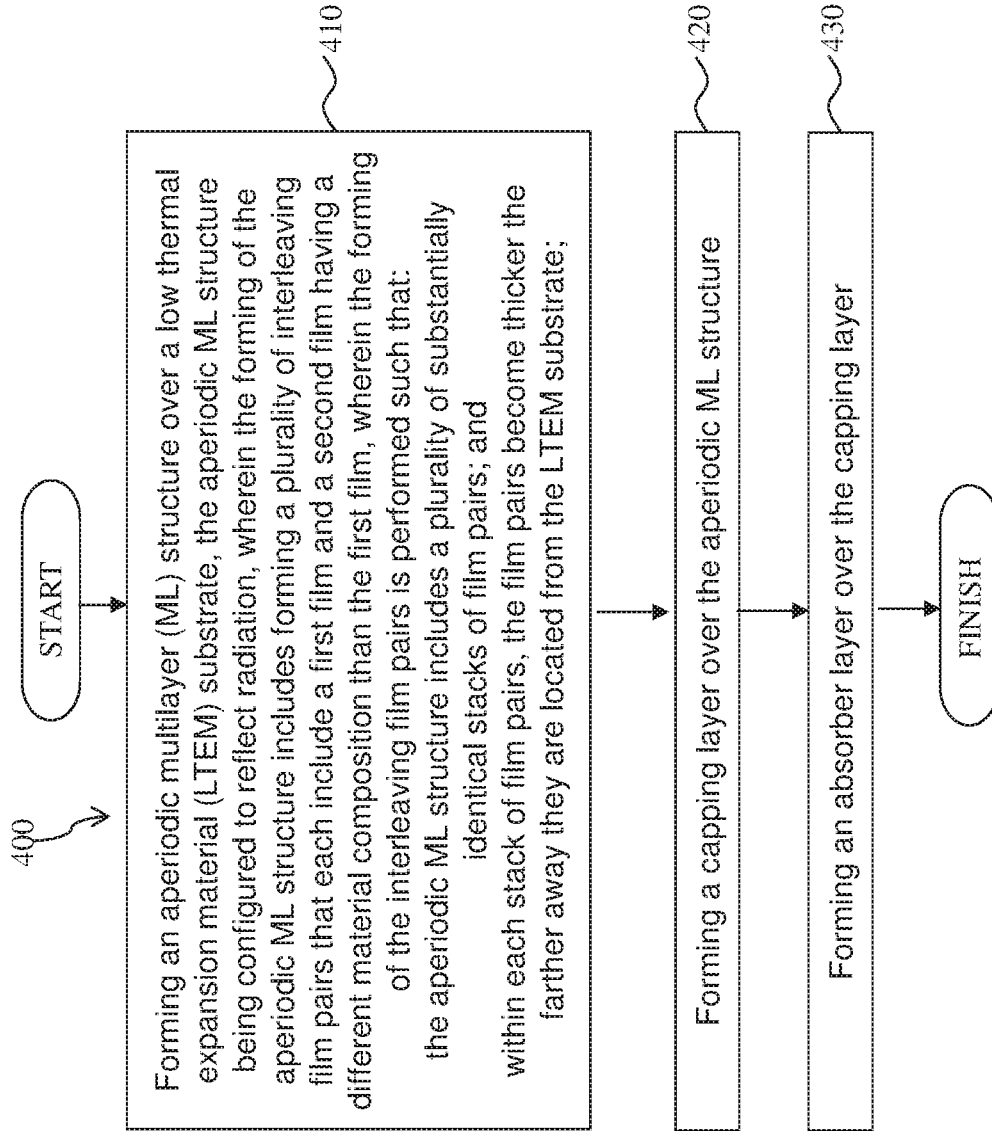 400
START
Forming an aperiodic multilayer (ML) structure over a low thermal
expansion material (LTEM) substrate, the aperiodic ML structure
being configured to reflect radiation, wherein the forming of the
aperiodic ML structure includes forming a plurality of interleaving
film pairs that each include a first film and a second film having a
different material composition than the first film, wherein the forming
of the interleaving film pairs is performed such that:
the aperiodic ML structure includes a plurality of substantially
identical stacks of film pairs; and
within each stack of film pairs, the film pairs become thicker the
farther away they are located from the LTEM substrate;
410
Forming a capping layer over the aperiodic ML structure
420
Forming an absorber layer over the capping layer
430
FINISH